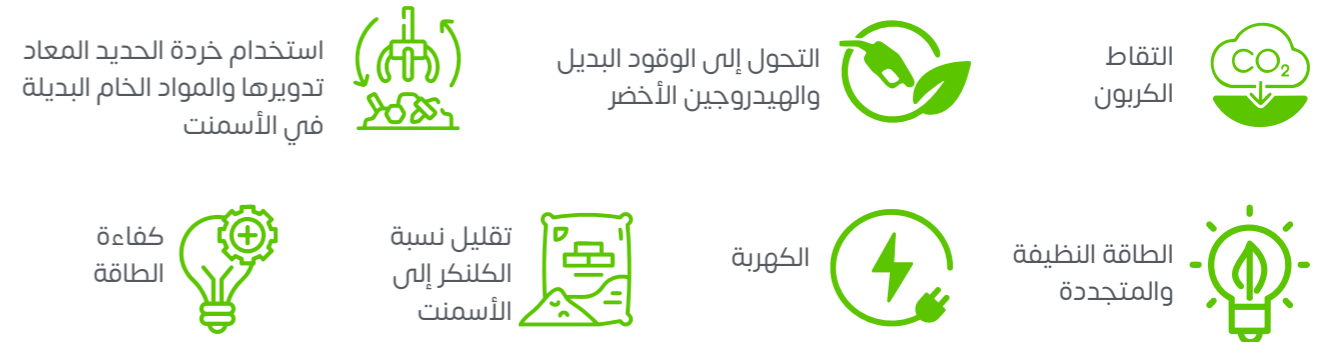 التقاط
الكربون
CO₂
التحول إلى الوقود البديل
والهيدروجين الأخضر
استخدام خردة الحديد المعاد
تدويرها والمواد الخام البديلة
في الأسمنت
الطاقة النظيفة
والمتجددة
الكهربة
تقليل نسبة
الكلنكر إلى
الأسمنت
كفاءة
الطاقة